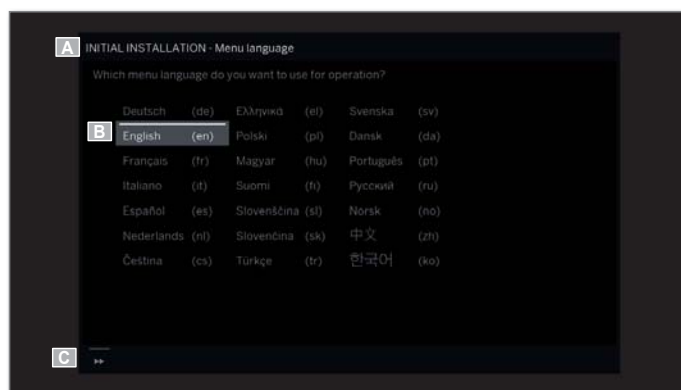 A INITIAL INSTALLATION - Menu language
Which menu language do you want to use for operation?
Deutsch (de) Ελληνικά (el) Svenska (sv)
B English (en) Polski (pl) Dansk (da)
Français (fr) Magyar (hu) Português (pt)
Italiano (it) Suomi (fi) Русский (ru)
Español (es) Slovenščina (sl) Norsk (no)
Nederlands (nl) Slovenčina (sk) 中文 (zh)
Čeština (cs) Türkçe (tr) 한국어 (ko)
C